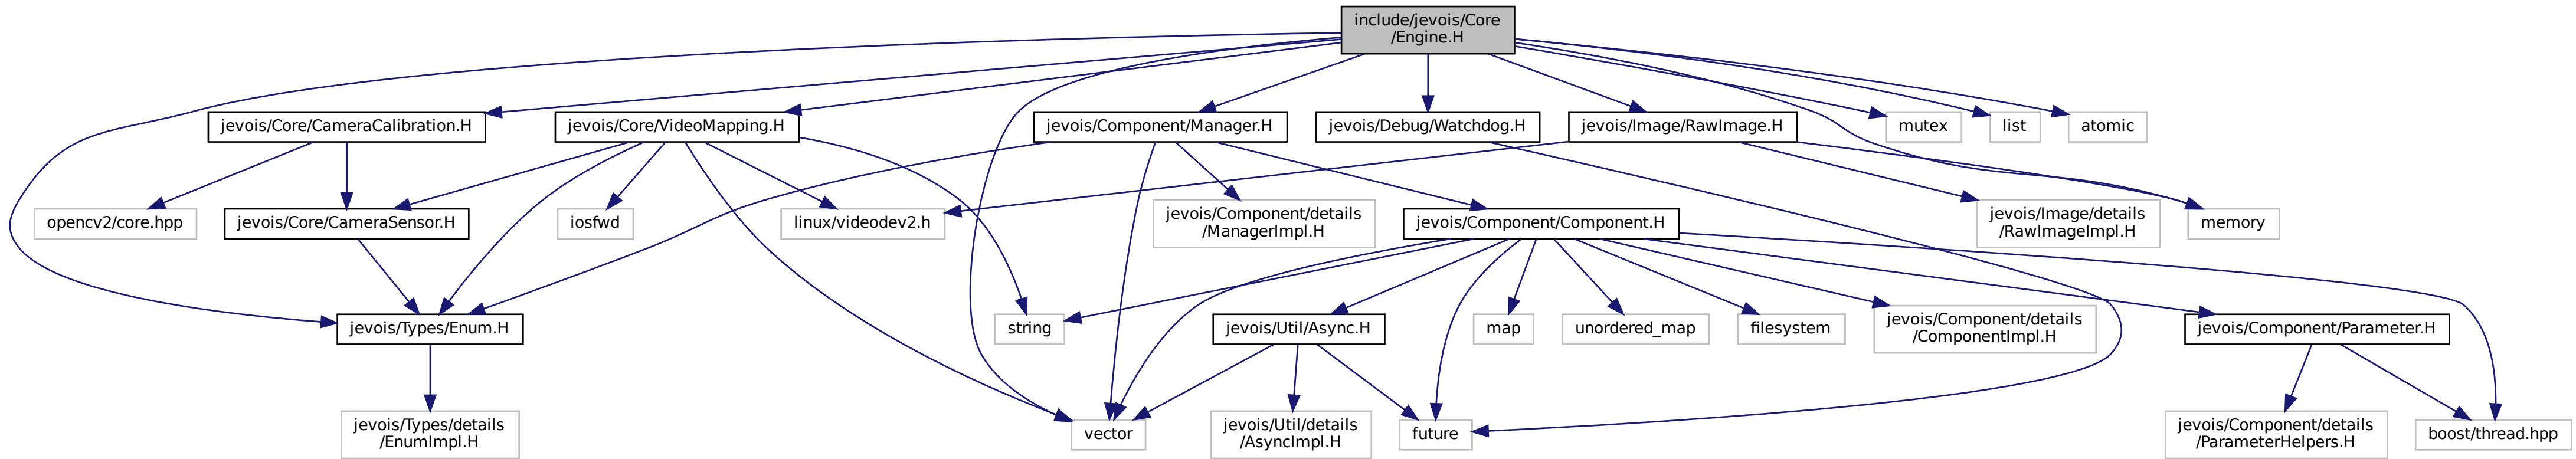 include/jevois/Core
/Engine.H
jevois/Core/CameraCalibration.H
jevois/Core/VideoMapping.H
jevois/Component/Manager.H
jevois/Debug/Watchdog.H
jevois/Image/RawImage.H
mutex
list
atomic
opencv2/core.hpp
jevois/Core/CameraSensor.H
iosfwd
linux/videodev2.h
jevois/Component/details
/ManagerImpl.H
jevois/Component/Component.H
jevois/Image/details
/RawImageImpl.H
memory
jevois/Types/Enum.H
string
jevois/Util/Async.H
map
unordered_map
filesystem
jevois/Component/details
/ComponentImpl.H
jevois/Component/Parameter.H
jevois/Types/details
/EnumImpl.H
vector
jevois/Util/details
/AsyncImpl.H
future
jevois/Component/details
/ParameterHelpers.H
boost/thread.hpp